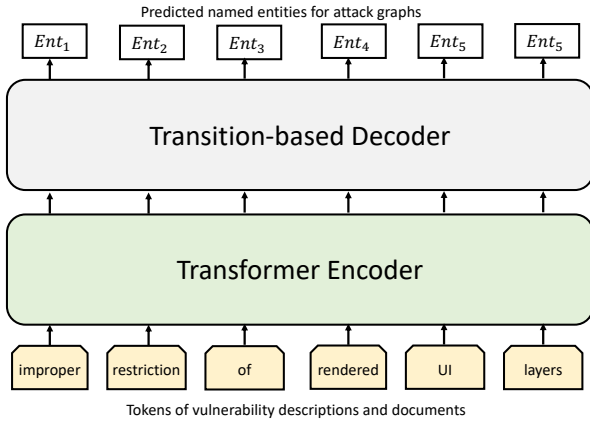 Predicted named entities for attack graphs
Ent₁ Ent₂ Ent₃ Ent₄ Ent₅ Ent₅
Transition-based Decoder
Transformer Encoder
improper restriction of rendered UI layers
Tokens of vulnerability descriptions and documents